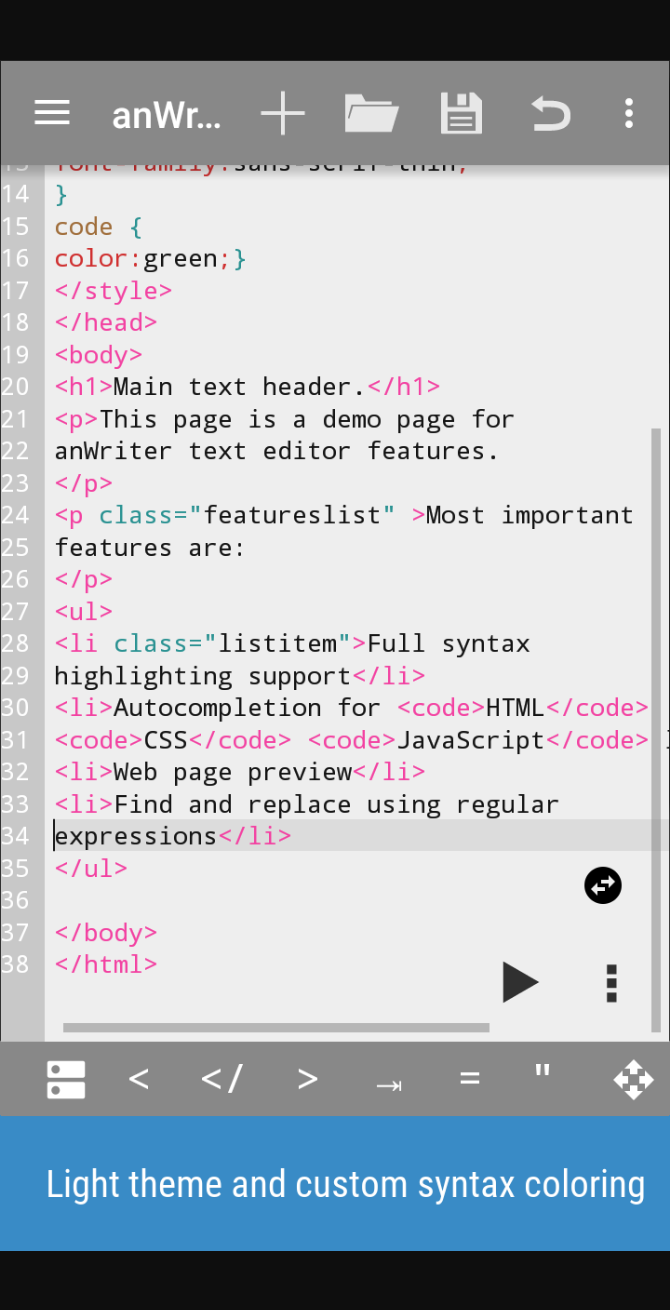 anWr...
font-family:sans-serif-thin;
14 }
15 code {
16 color:green;}
17 </style>
18 </head>
19 <body>
20 <h1>Main text header.</h1>
21 <p>This page is a demo page for
22 anWriter text editor features.
23 </p>
24 <p class="featureslist" >Most important
25 features are:
26 </p>
27 <ul>
28 <li class="listitem">Full syntax
29 highlighting support</li>
30 <li>Autocompletion for <code>HTML</code>
31 <code>CSS</code> <code>JavaScript</code>
32 <li>Web page preview</li>
33 <li>Find and replace using regular
34 expressions</li>
35 </ul>
36
37 </body>
38 </html>
< </ > = "
Light theme and custom syntax coloring